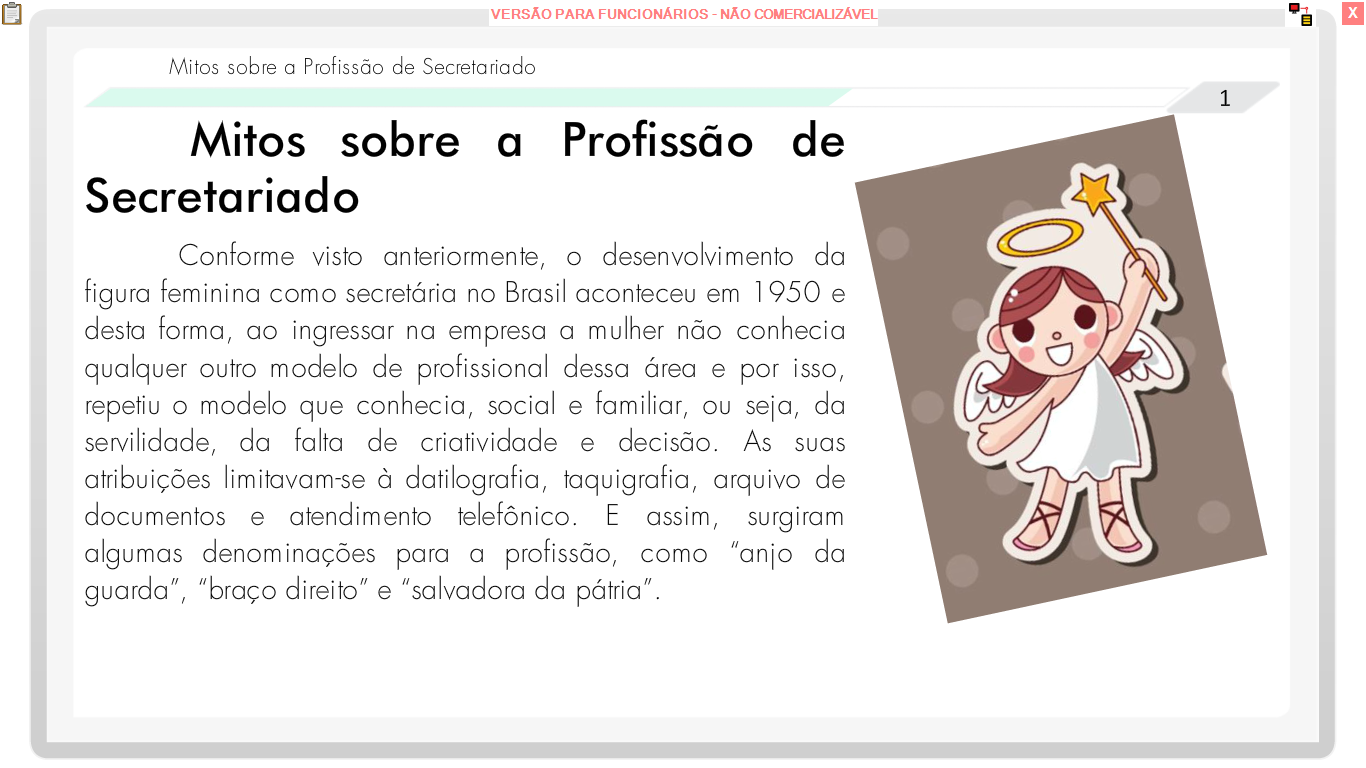 VERSÃO PARA FUNCIONÁRIOS - NÃO COMERCIALIZÁVEL
X
Mitos sobre a Profissão de Secretariado
1
Mitos sobre a Profissão de
Secretariado
Conforme visto anteriormente, o desenvolvimento da
figura feminina como secretária no Brasil aconteceu em 1950 e
desta forma, ao ingressar na empresa a mulher não conhecia
qualquer outro modelo de profissional dessa área e por isso,
repetiu o modelo que conhecia, social e familiar, ou seja, da
servilidade, da falta de criatividade e decisão. As suas
atribuições limitavam-se à datilografia, taquigrafia, arquivo de
documentos e atendimento telefônico. E assim, surgiram
algumas denominações para a profissão, como “anjo da
guarda”, “braço direito” e “salvadora da pátria”.